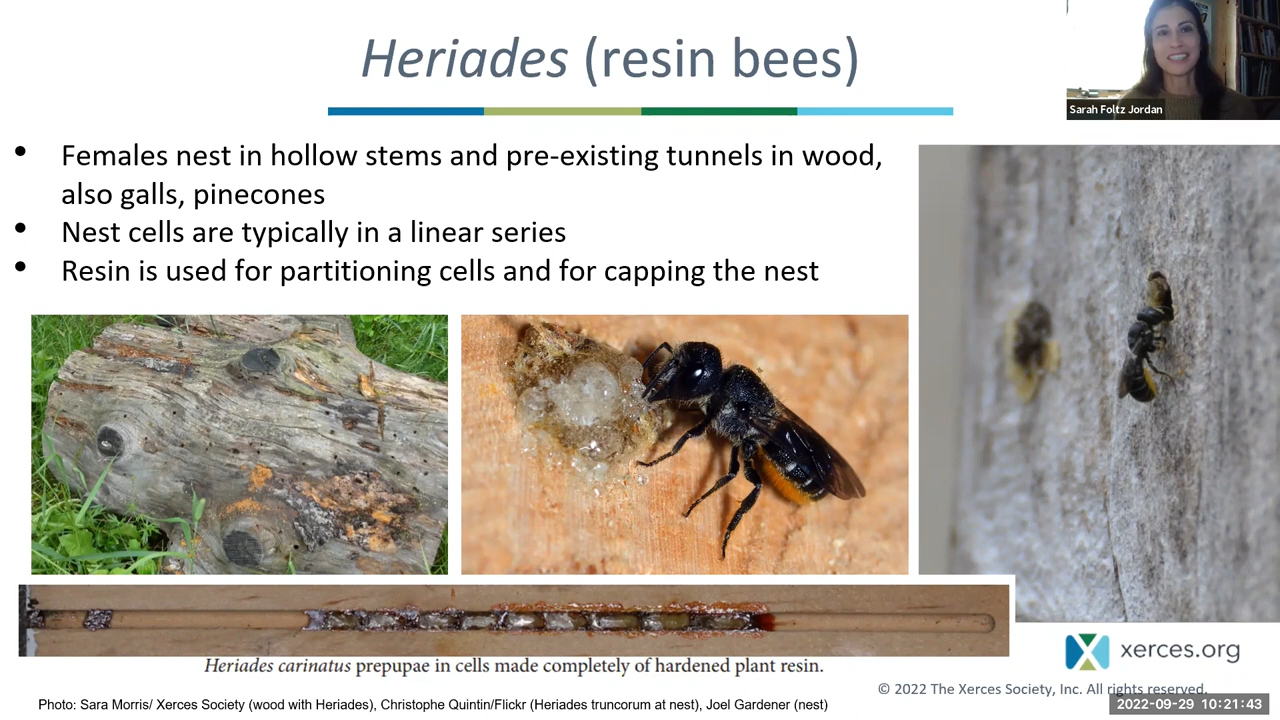 Heriades (resin bees)
Sarah Foltz Jordan
• Females nest in hollow stems and pre-existing tunnels in wood,
also galls, pinecones
• Nest cells are typically in a linear series
• Resin is used for partitioning cells and for capping the nest
Heriades carinatus prepupae in cells made completely of hardened plant resin.
xerces.org
© 2022 The Xerces Society, Inc. All rights reserved.
Photo: Sara Morris/ Xerces Society (wood with Heriades), Christophe Quintin/Flickr (Heriades truncorum at nest), Joel Gardener (nest)
2022-09-29 10:21:43